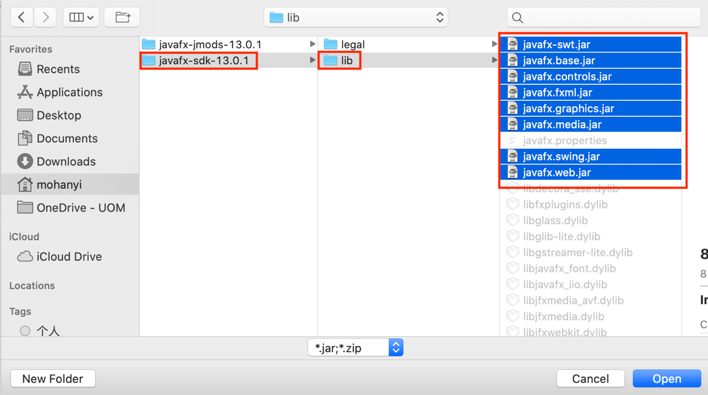 lib
Favorites
Recents
Applications
Desktop
Documents
Downloads
mohanyi
OneDrive - UOM
iCloud
iCloud Drive
Locations
Tags
个人
javafx-jmods-13.0.1
javafx-sdk-13.0.1
legal
lib
javafx-swt.jar
javafx.base.jar
javafx.controls.jar
javafx.fxml.jar
javafx.graphics.jar
javafx.media.jar
javafx.properties
javafx.swing.jar
javafx.web.jar
libdecora_sse.dylib
libfxplugins.dylib
libglass.dylib
libglib-lite.dylib
libgstreamer-lite.dylib
libjavafx_font.dylib
libjavafx_iio.dylib
libjfxmedia_avf.dylib
libjfxmedia.dylib
libjfxwebkit.dylib
8
8
In
C
*.jar;*.zip
New Folder
Cancel
Open